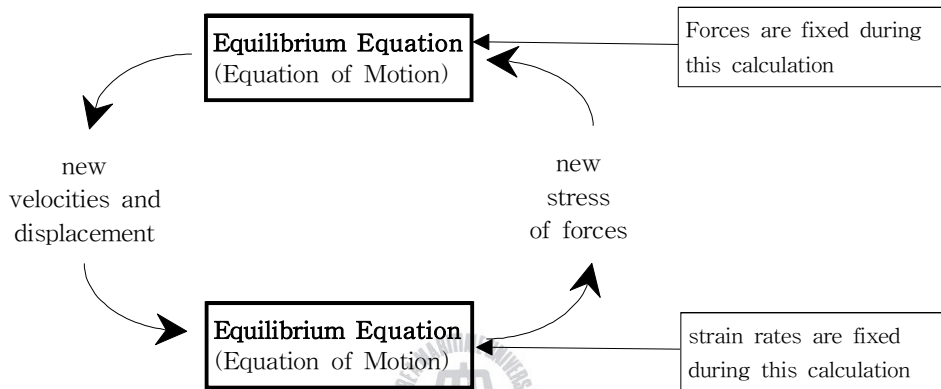 Equilibrium Equation
(Equation of Motion)
Forces are fixed during
this calculation
new
velocities and
displacement
new
stress
of forces
Equilibrium Equation
(Equation of Motion)
strain rates are fixed
during this calculation